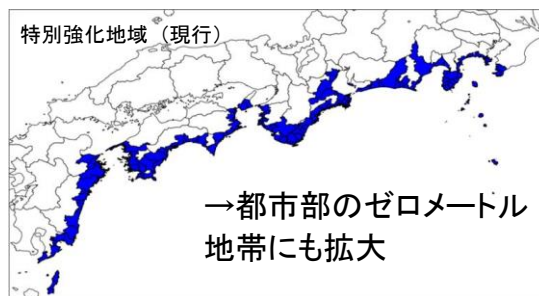 特別強化地域（現行）
→都市部のゼロメートル
地帯にも拡大